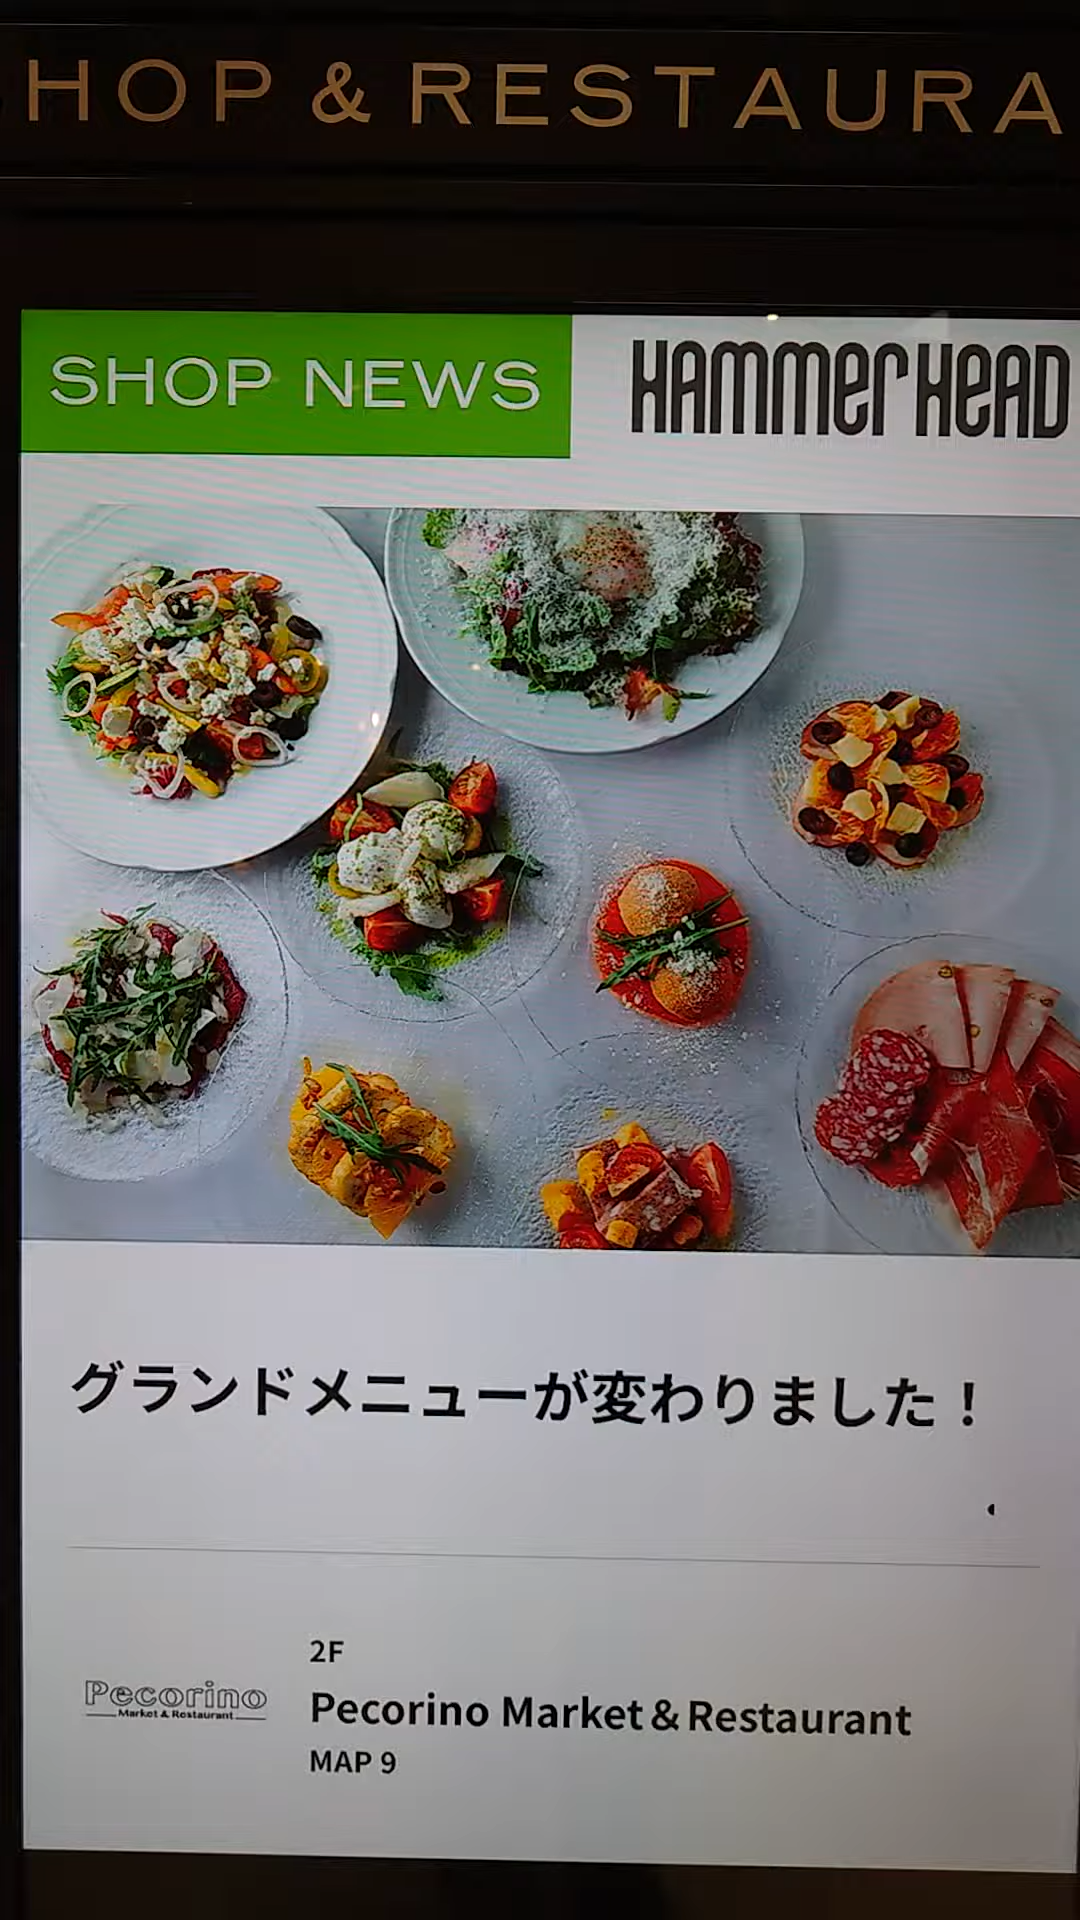 HOP & RESTAURA
SHOP NEWS
HAMMERHEAD
グランドメニューが変わりました！
2F
Pecorino
Market & Restaurant
Pecorino Market & Restaurant
MAP 9